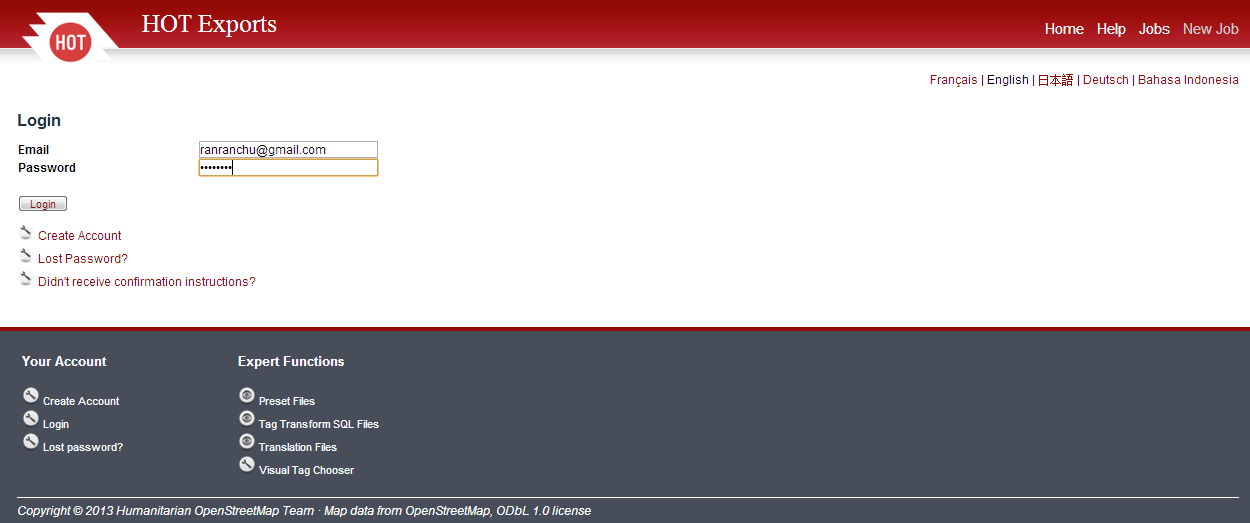 HOT
HOT Exports
Home Help Jobs New Job
Français | English | 日本語 | Deutsch | Bahasa Indonesia
Login
Email ranranchu@gmail.com
Password ••••••••
Login
Create Account
Lost Password?
Didn't receive confirmation instructions?
Your Account Expert Functions
Create Account Preset Files
Login Tag Transform SQL Files
Lost password? Translation Files
Visual Tag Chooser
Copyright © 2013 Humanitarian OpenStreetMap Team · Map data from OpenStreetMap, ODbL 1.0 license